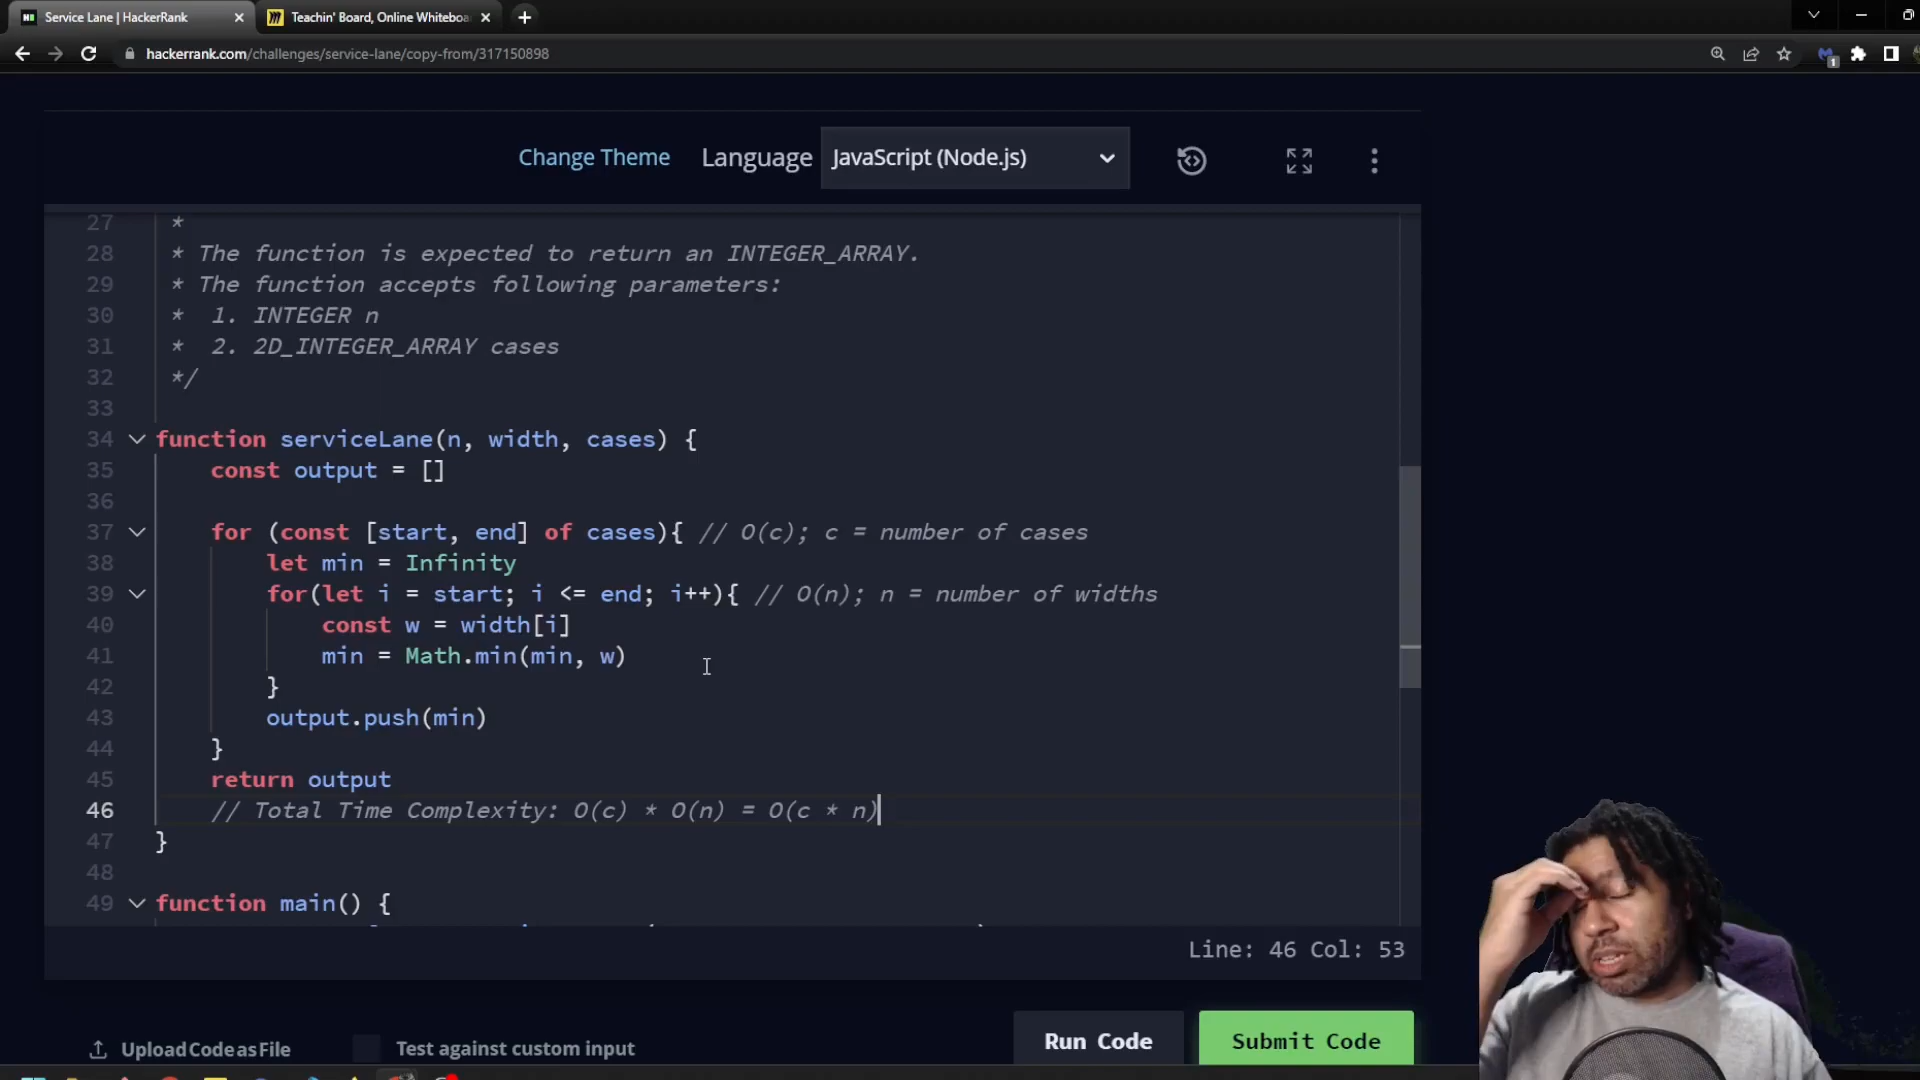 Service Lane | HackerRank
Teachin' Board, Online Whiteboa
hackerrank.com/challenges/service-lane/copy-from/317150898
1
Change Theme
Language
JavaScript (Node.js)
27 *
28 * The function is expected to return an INTEGER_ARRAY.
29 * The function accepts following parameters:
30 * 1. INTEGER n
31 * 2. 2D_INTEGER_ARRAY cases
32 */
33
34 function serviceLane(n, width, cases) {
35 const output = []
36
37 for (const [start, end] of cases){ // O(c); c = number of cases
38 let min = Infinity
39 for(let i = start; i <= end; i++){ // O(n); n = number of widths
40 const w = width[i]
41 min = Math.min(min, w)
42 }
43 output.push(min)
44 }
45 return output
46 // Total Time Complexity: O(c) * O(n) = O(c * n)
47 }
48
49 function main() {
Line: 46 Col: 53
Upload Code as File
Test against custom input
Run Code
Submit Code